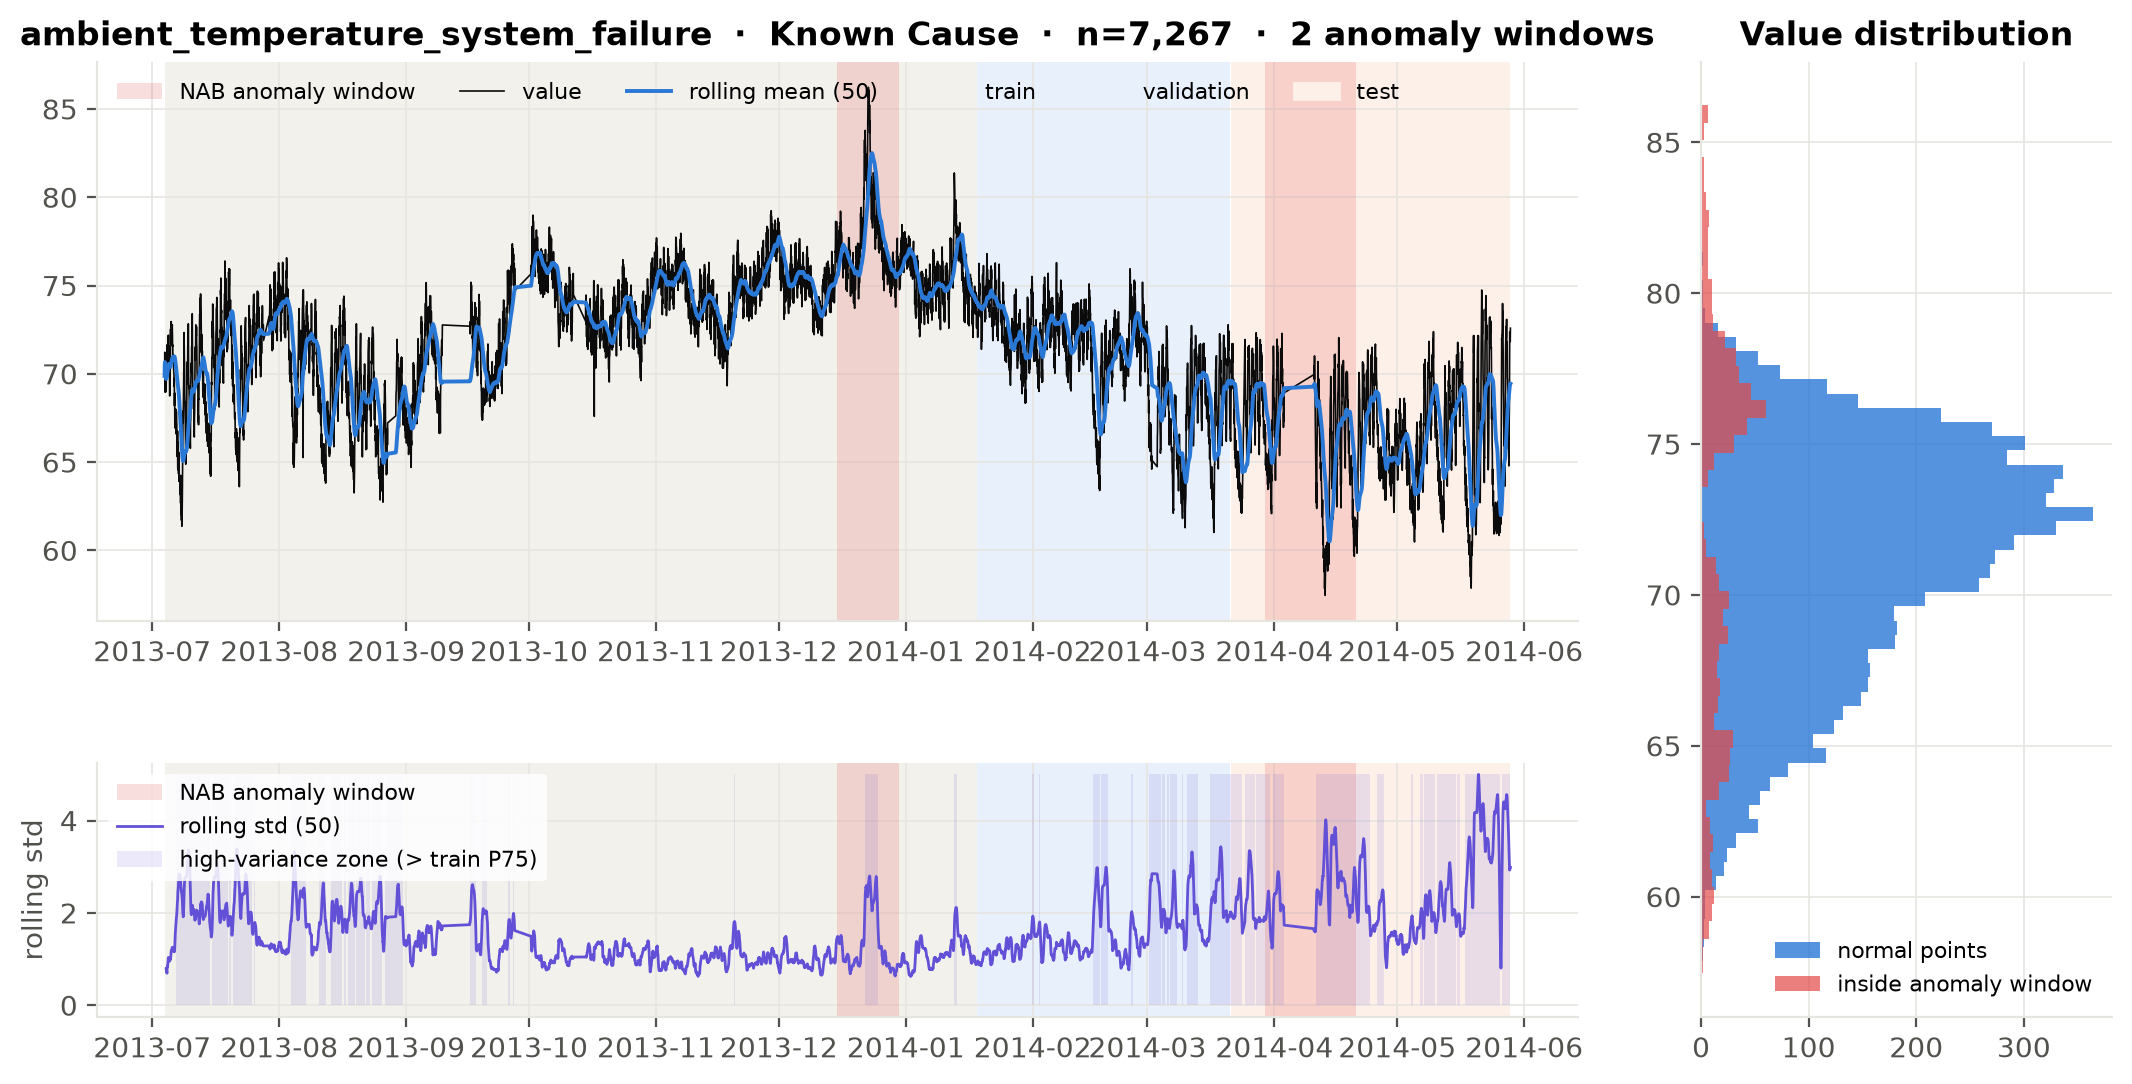 ambient_temperature_system_failure · Known Cause · n=7,267 · 2 anomaly windows
NAB anomaly window value rolling mean (50) train validation test
85
80
75
70
65
60
2013-07 2013-08 2013-09 2013-10 2013-11 2013-12 2014-01 2014-02 2014-03 2014-04 2014-05 2014-06
rolling std
NAB anomaly window
rolling std (50)
high-variance zone (> train P75)
4
2
0
2013-07 2013-08 2013-09 2013-10 2013-11 2013-12 2014-01 2014-02 2014-03 2014-04 2014-05 2014-06
Value distribution
85
80
75
70
65
60
normal points
inside anomaly window
0 100 200 300